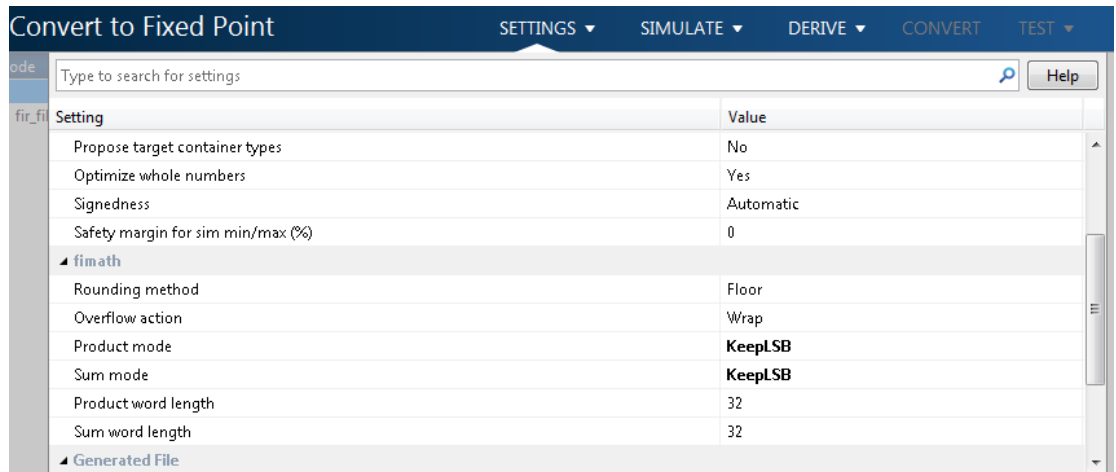 Convert to Fixed Point SETTINGS ▼ SIMULATE ▼ DERIVE ▼ CONVERT TEST ▼
ode Type to search for settings Help
fir_fil Setting Value
Propose target container types No
Optimize whole numbers Yes
Signedness Automatic
Safety margin for sim min/max (%) 0
fimath
Rounding method Floor
Overflow action Wrap
Product mode KeepLSB
Sum mode KeepLSB
Product word length 32
Sum word length 32
Generated File